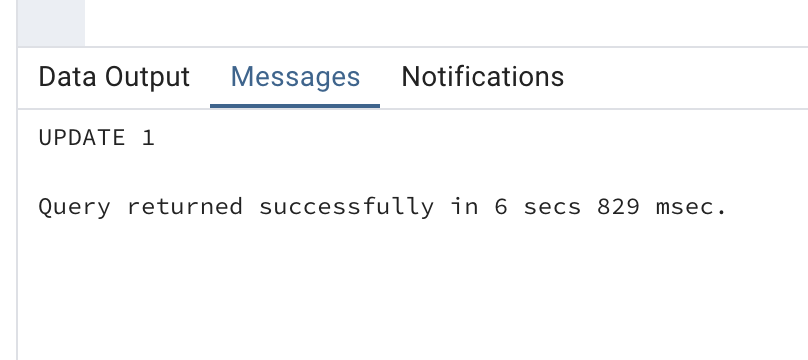 Data Output Messages Notifications
UPDATE 1
Query returned successfully in 6 secs 829 msec.